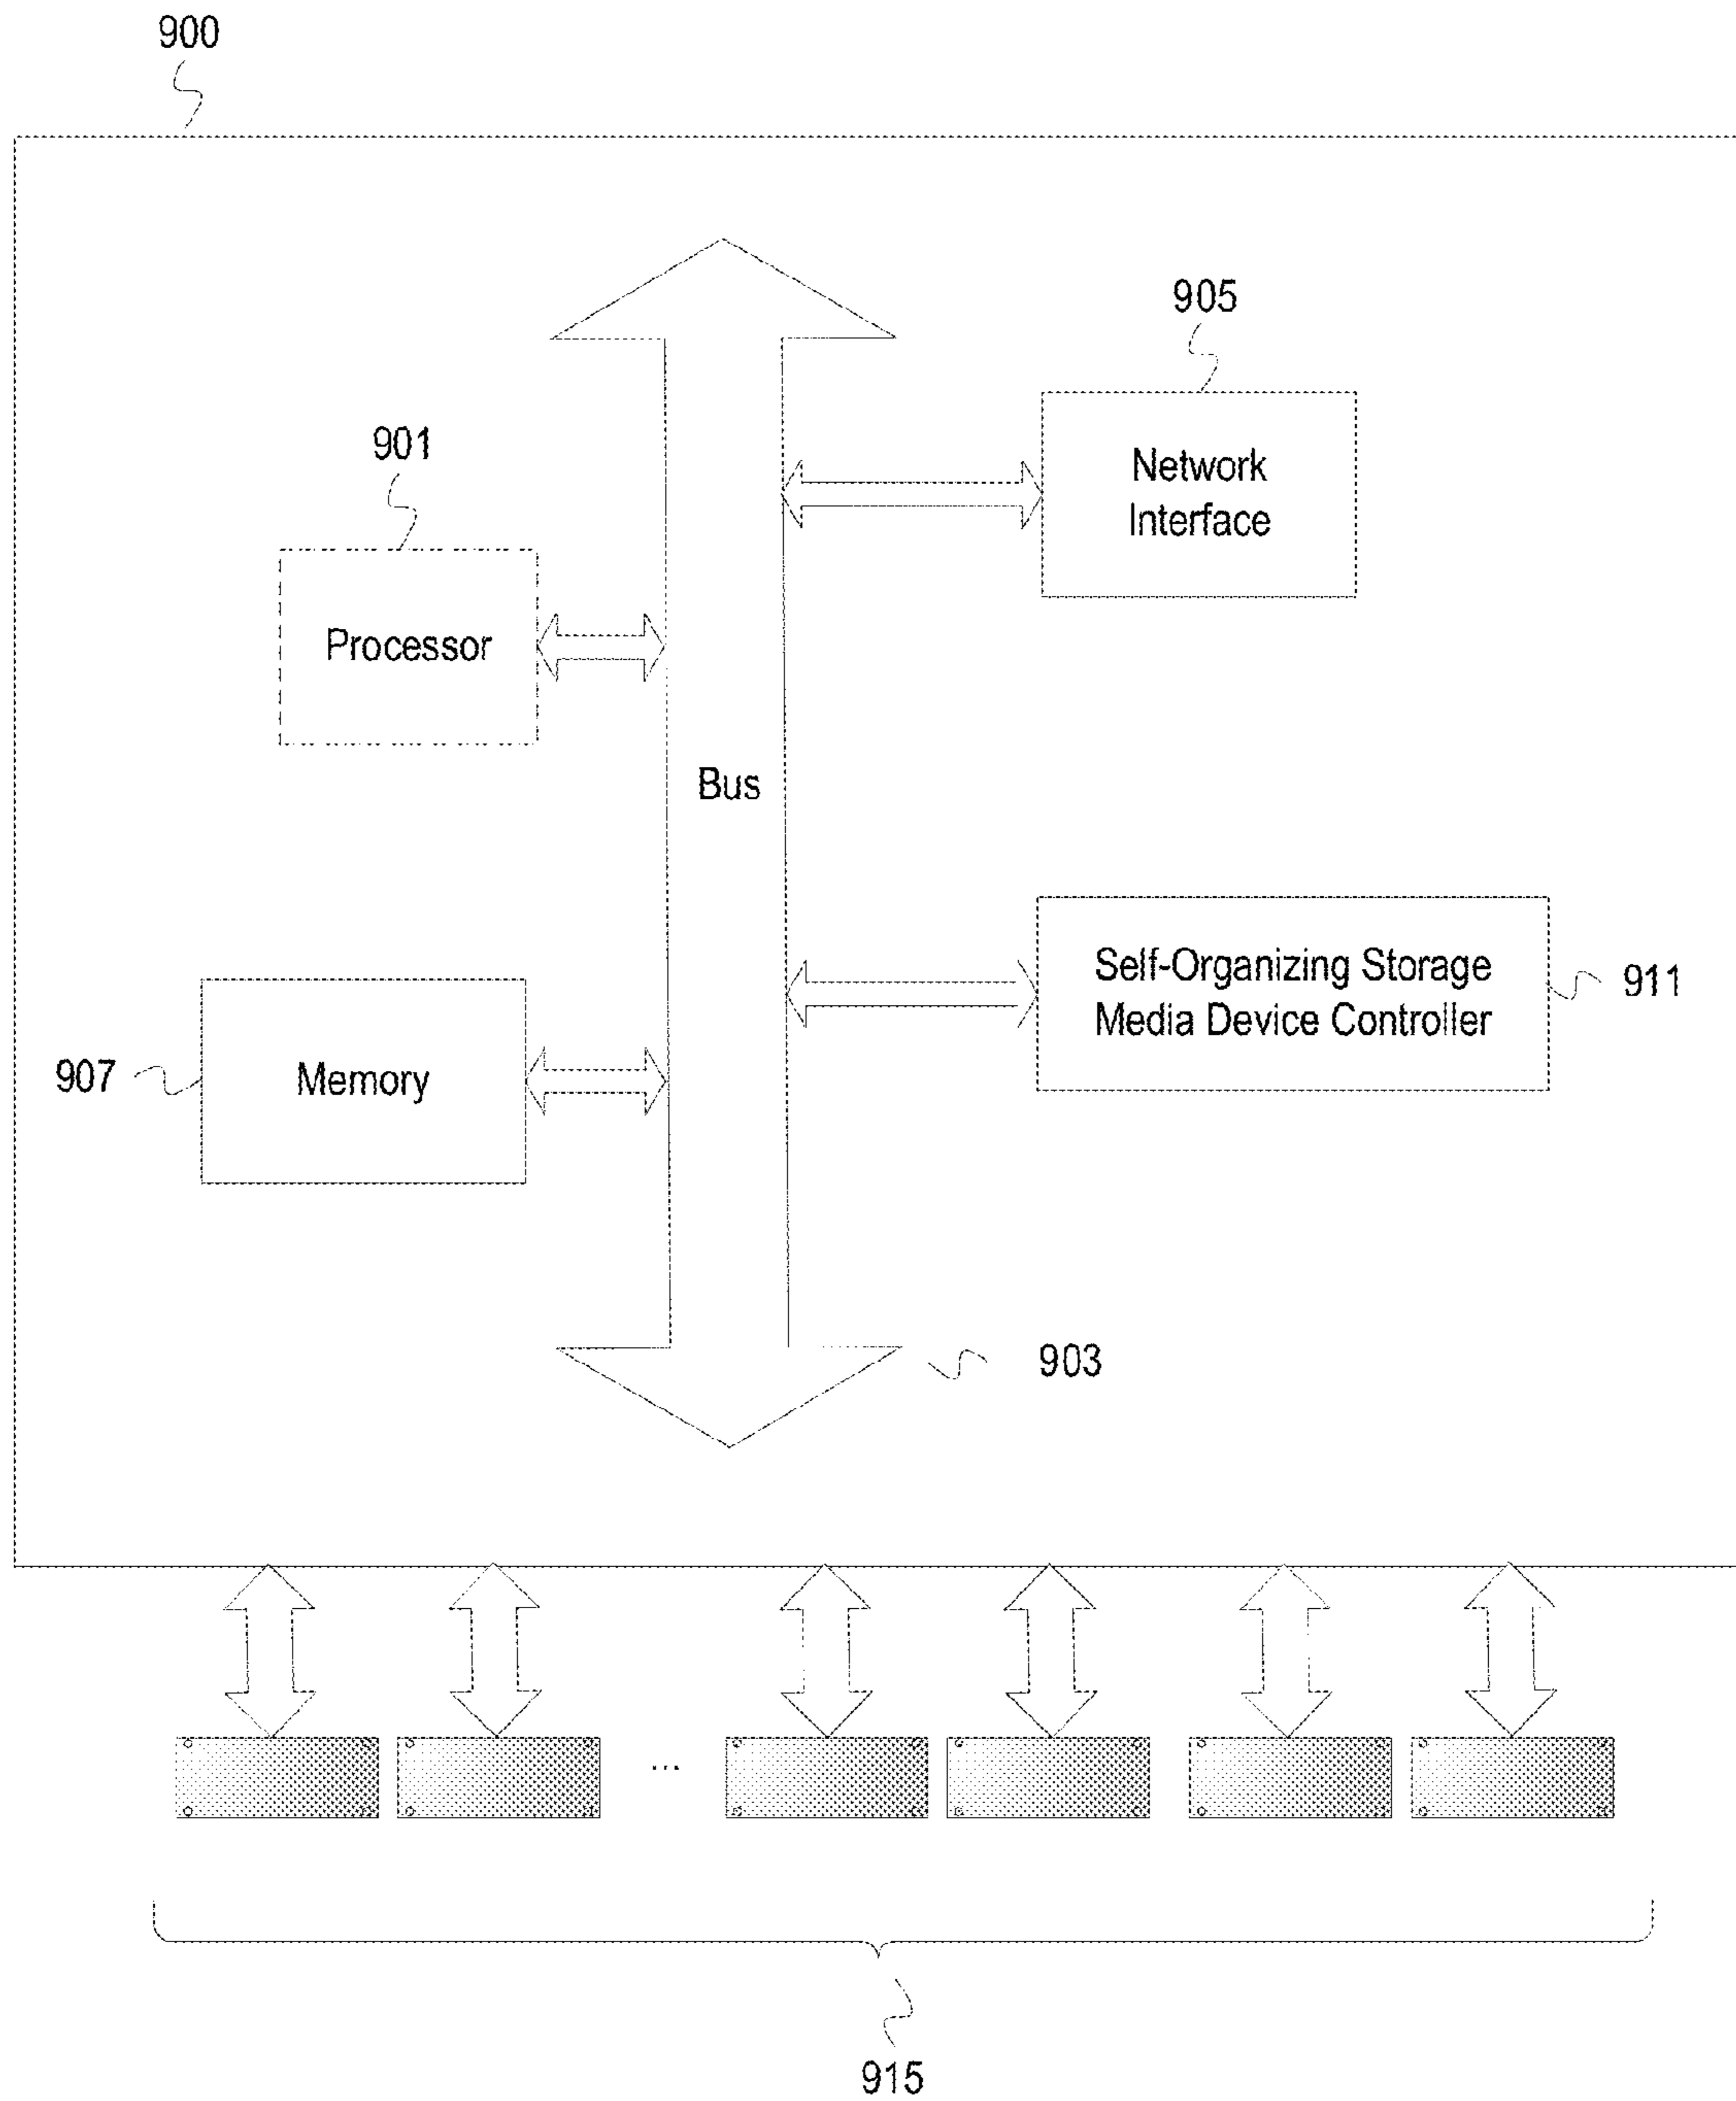 900
905
Network
Interface
901
Processor
Bus
Self-Organizing Storage
Media Device Controller
911
907
Memory
903
...
915